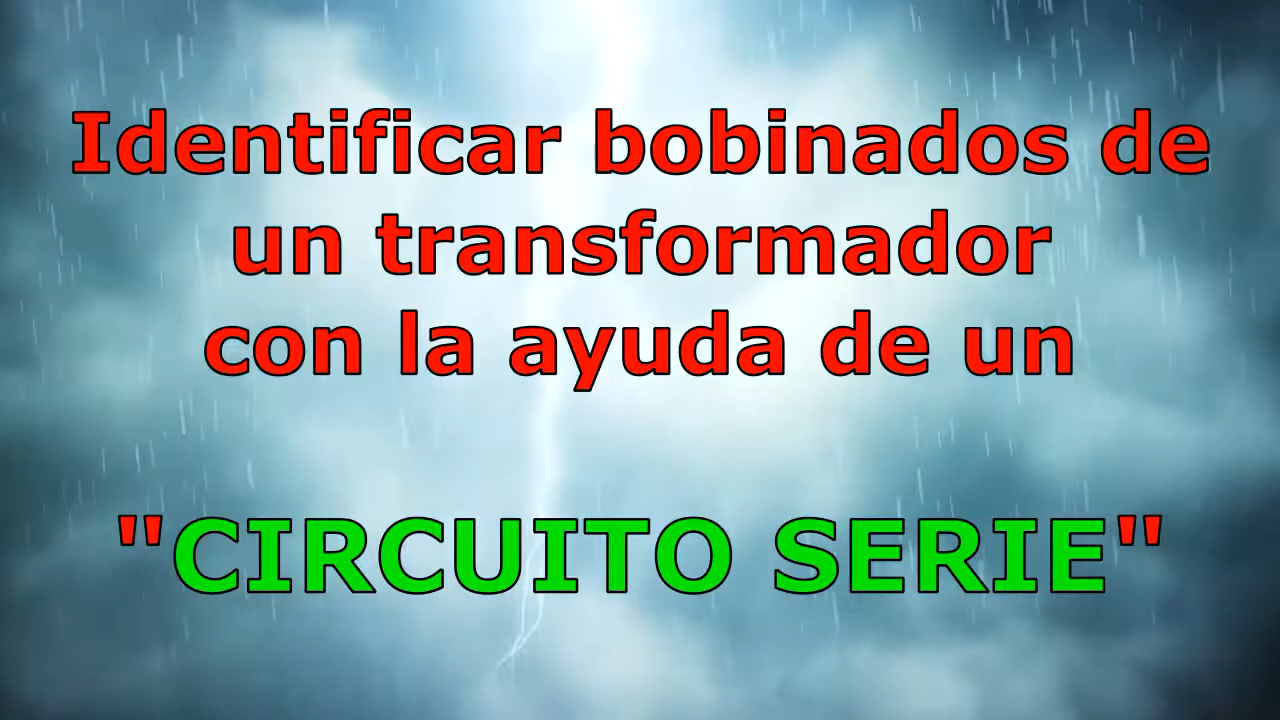 Identificar bobinados de
un transformador
con la ayuda de un
"CIRCUITO SERIE"